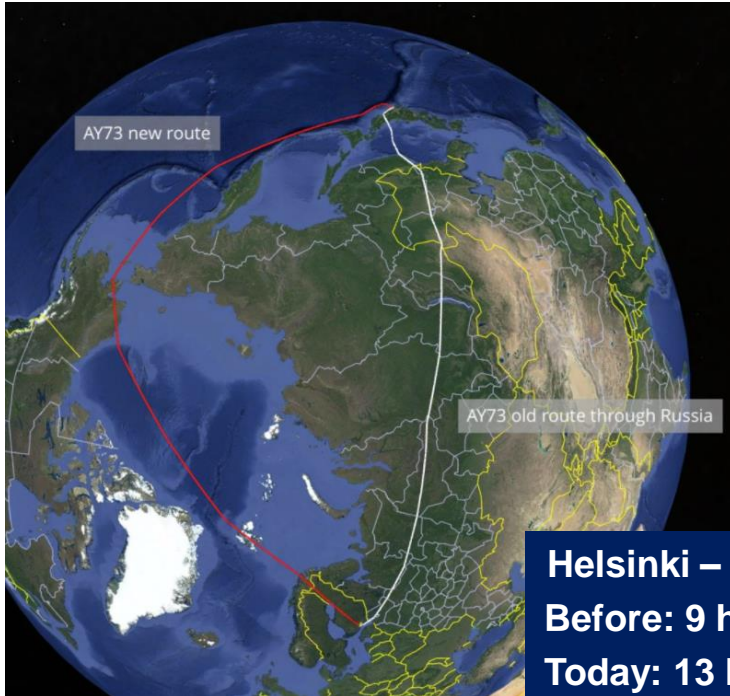 AY73 new route
AY73 old route through Russia
Helsinki –
Before: 9
Today: 13